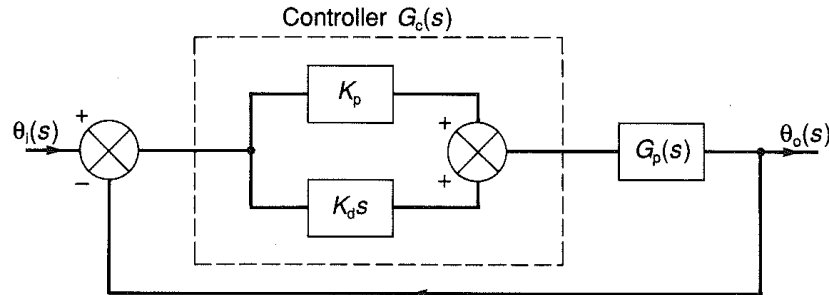 Controller G_c(s)
K_p
+
+
θ_i(s)
θ_o(s)
G_p(s)
−
+
K_d s